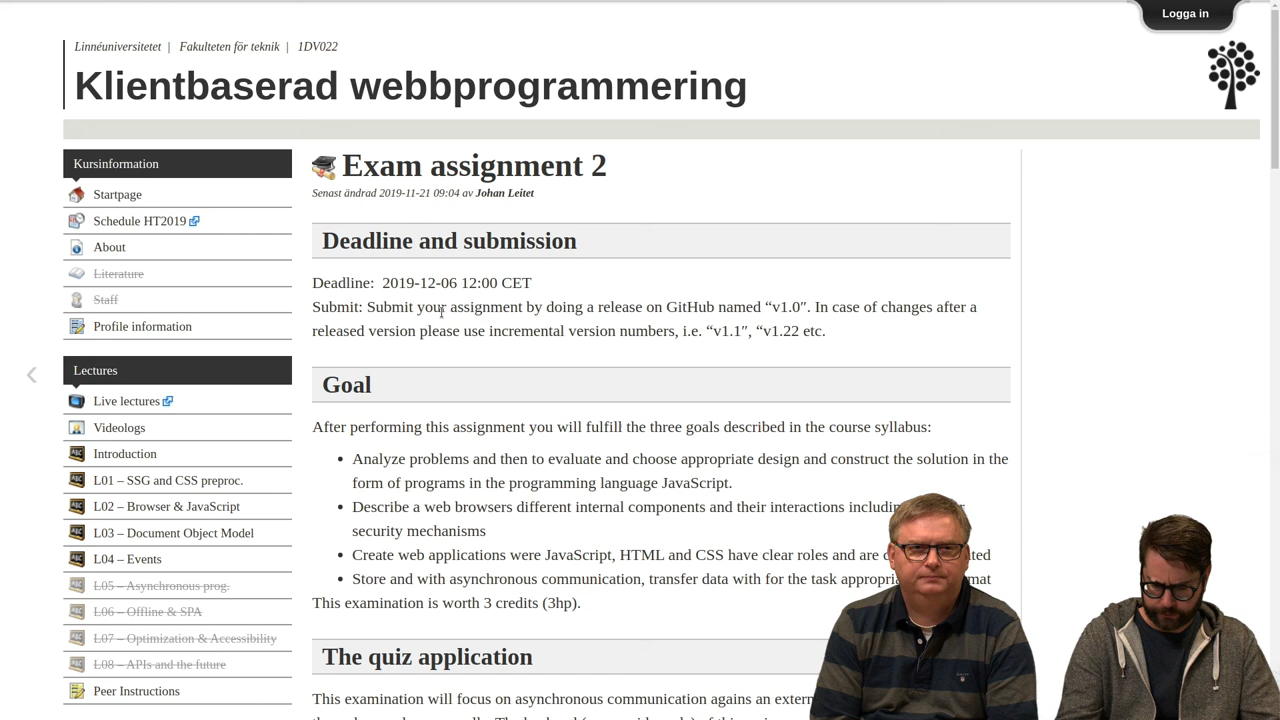 Logga in
Linnéuniversitetet | Fakulteten för teknik | 1DV022
Klientbaserad webbprogrammering
Kursinformation
Startpage
Schedule HT2019
About
Literature
Staff
Profile information
Lectures
Live lectures
Videologs
Introduction
L01 – SSG and CSS preproc.
L02 – Browser & JavaScript
L03 – Document Object Model
L04 – Events
L05 – Asynchronous prog.
L06 – Offline & SPA
L07 – Optimization & Accessibility
L08 – APIs and the future
Peer Instructions
Exam assignment 2
Senast ändrad 2019-11-21 09:04 av Johan Leitet
Deadline and submission
Deadline: 2019-12-06 12:00 CET
Submit: Submit your assignment by doing a release on GitHub named “v1.0”. In case of changes after a
released version please use incremental version numbers, i.e. “v1.1”, “v1.22 etc.
Goal
After performing this assignment you will fulfill the three goals described in the course syllabus:
• Analyze problems and then to evaluate and choose appropriate design and construct the solution in the
form of programs in the programming language JavaScript.
• Describe a web browsers different internal components and their interactions
security mechanisms
• Create web applications were JavaScript, HTML and CSS have clear roles and are
• Store and with asynchronous communication, transfer data with for the task
This examination is worth 3 credits (3hp).
The quiz application
This examination will focus on asynchronous communication agains an